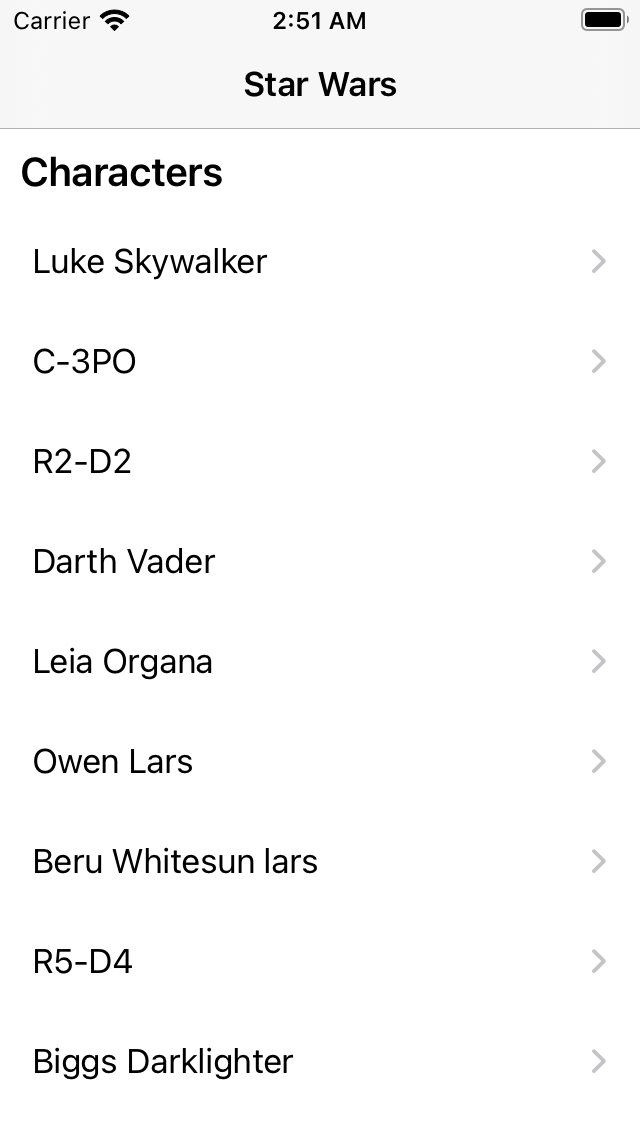 Carrier 2:51 AM
Star Wars
Characters
Luke Skywalker
C-3PO
R2-D2
Darth Vader
Leia Organa
Owen Lars
Beru Whitesun lars
R5-D4
Biggs Darklighter